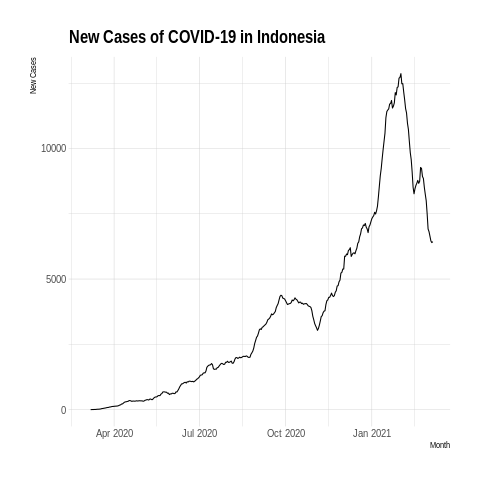 New Cases of COVID-19 in Indonesia
New Cases
10000
5000
0
Apr 2020 Jul 2020 Oct 2020 Jan 2021
Month